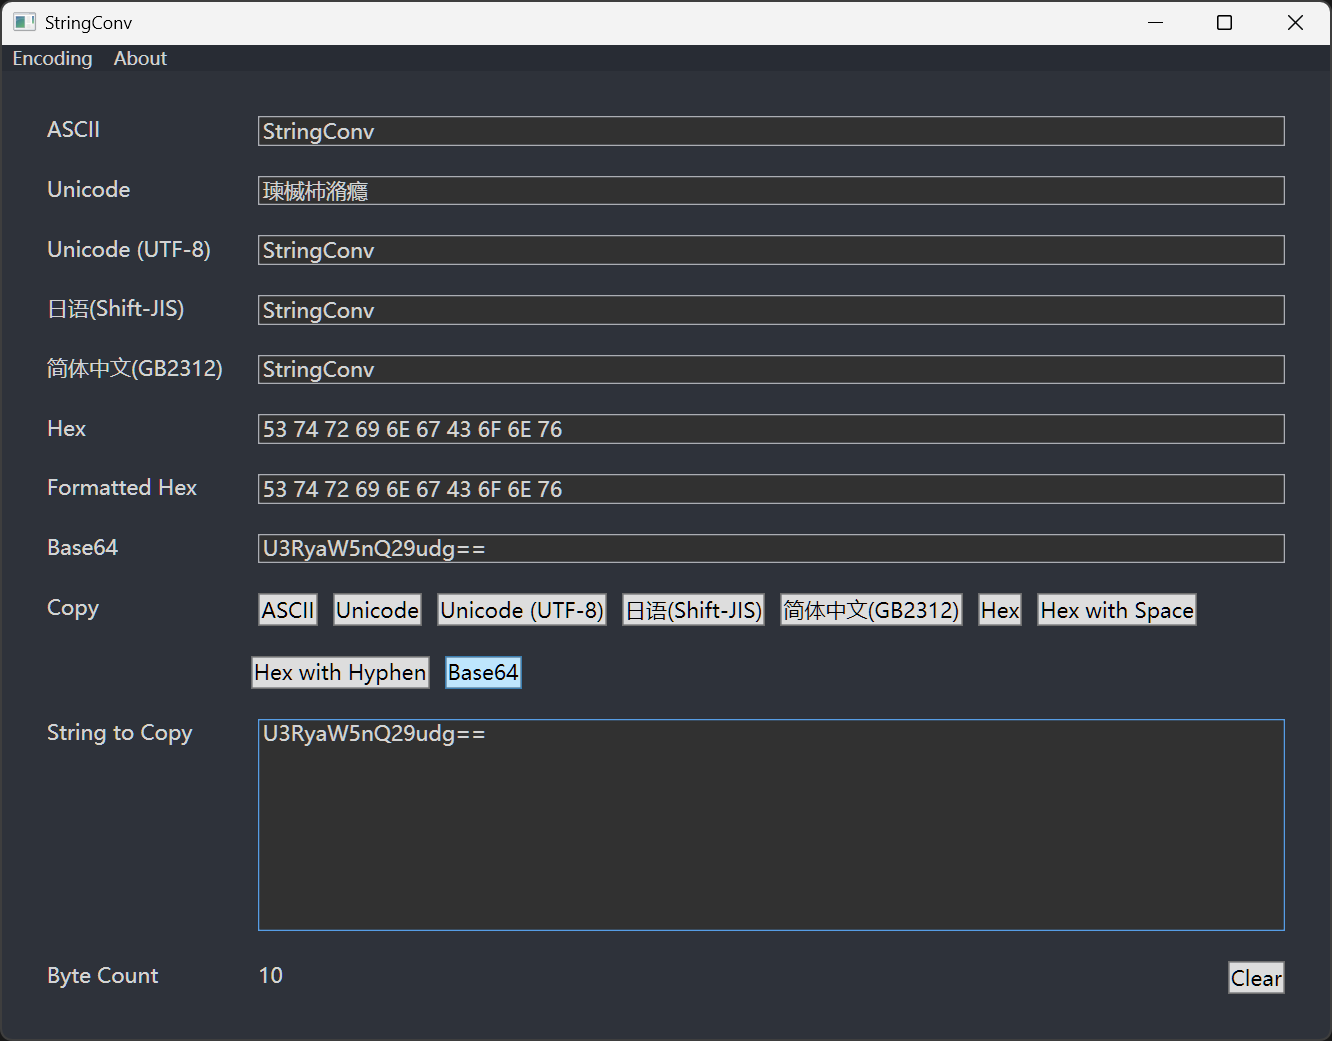 StringConv
Encoding About
ASCII StringConv
Unicode 瑓楲杮潃癮
Unicode (UTF-8) StringConv
日语(Shift-JIS) StringConv
简体中文(GB2312) StringConv
Hex 53 74 72 69 6E 67 43 6F 6E 76
Formatted Hex 53 74 72 69 6E 67 43 6F 6E 76
Base64 U3RyaW5nQ29udg==
Copy ASCII Unicode Unicode (UTF-8) 日语(Shift-JIS) 简体中文(GB2312) Hex Hex with Space
Hex with Hyphen Base64
String to Copy U3RyaW5nQ29udg==
Byte Count 10 Clear